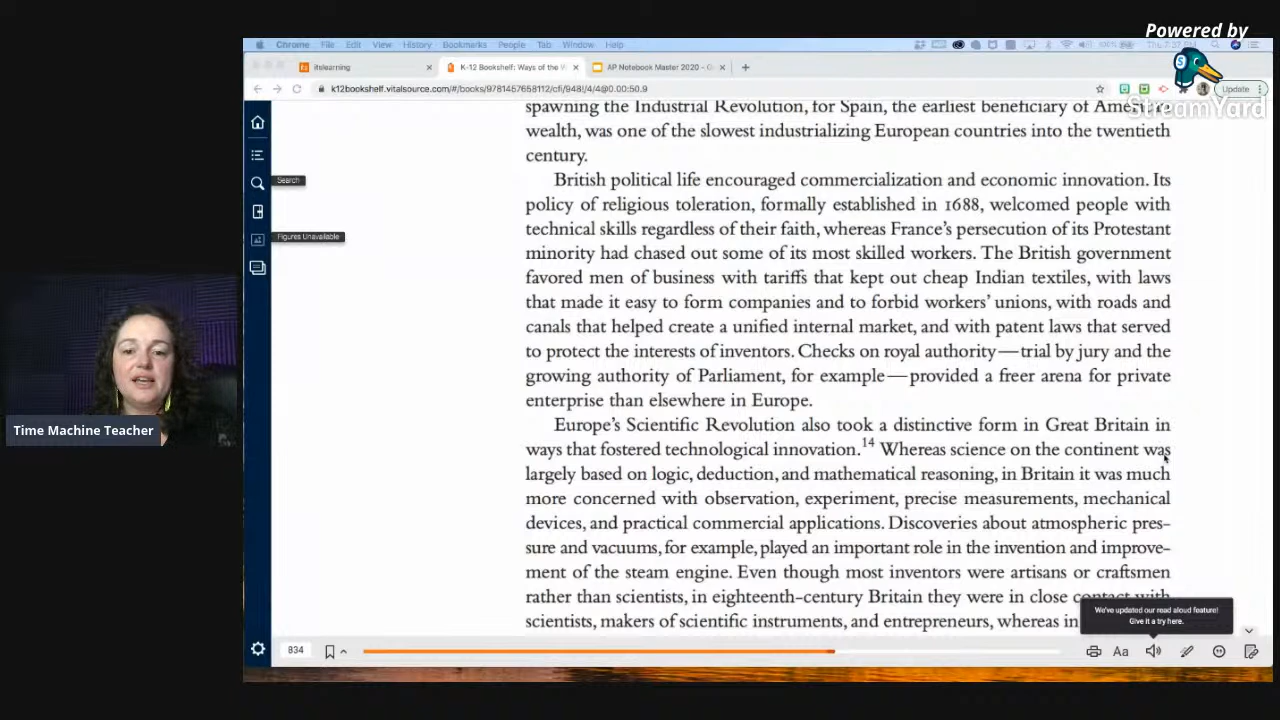 Powered by
StreamYard
Chrome File Edit View History Bookmarks People Tab Window Help
itslearning
K-12 Bookshelf: Ways of the W
AP Notebook Master 2020 - G
k12bookshelf.vitalsource.com/#/books/9781457658112/cfi/948!/4/4@0.00:50.9
Update
spawning the Industrial Revolution, for Spain, the earliest beneficiary of American
wealth, was one of the slowest industrializing European countries into the twentieth
century.
British political life encouraged commercialization and economic innovation. Its
policy of religious toleration, formally established in 1688, welcomed people with
technical skills regardless of their faith, whereas France's persecution of its Protestant
minority had chased out some of its most skilled workers. The British government
favored men of business with tariffs that kept out cheap Indian textiles, with laws
that made it easy to form companies and to forbid workers' unions, with roads and
canals that helped create a unified internal market, and with patent laws that served
to protect the interests of inventors. Checks on royal authority—trial by jury and the
growing authority of Parliament, for example—provided a freer arena for private
enterprise than elsewhere in Europe.
Europe's Scientific Revolution also took a distinctive form in Great Britain in
ways that fostered technological innovation.14 Whereas science on the continent was
largely based on logic, deduction, and mathematical reasoning, in Britain it was much
more concerned with observation, experiment, precise measurements, mechanical
devices, and practical commercial applications. Discoveries about atmospheric pres-
sure and vacuums, for example, played an important role in the invention and improve-
ment of the steam engine. Even though most inventors were artisans or craftsmen
rather than scientists, in eighteenth-century Britain they were in close contact with
scientists, makers of scientific instruments, and entrepreneurs, whereas in
Search
Figures Unavailable
Time Machine Teacher
We've updated our read aloud feature!
Give it a try here.
834
Aa